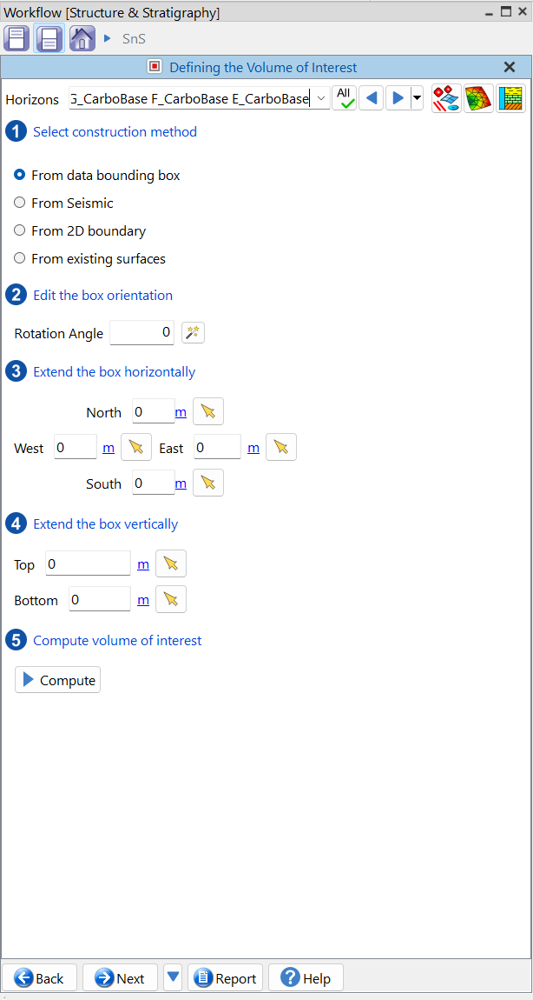 Workflow [Structure & Stratigraphy]
SnS
Defining the Volume of Interest
Horizons G_CarboBase F_CarboBase E_CarboBase All
1 Select construction method
From data bounding box
From Seismic
From 2D boundary
From existing surfaces
2 Edit the box orientation
Rotation Angle 0
3 Extend the box horizontally
North 0 m
West 0 m East 0 m
South 0 m
4 Extend the box vertically
Top 0 m
Bottom 0 m
5 Compute volume of interest
Compute
Back Next Report Help